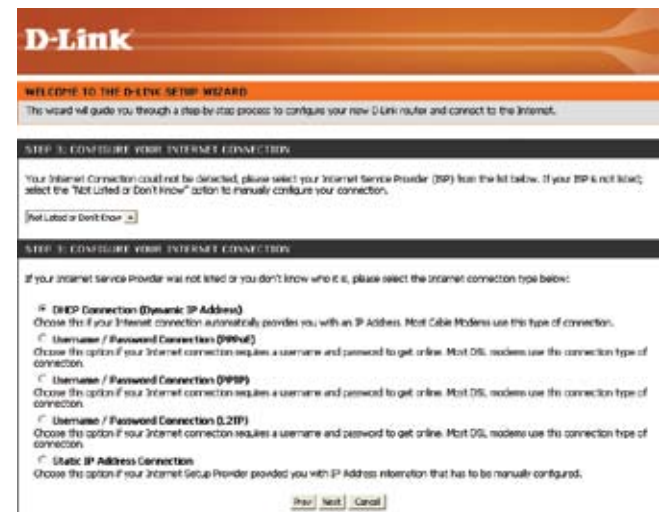 D-Link
WELCOME TO THE D-LINK SETUP WIZARD
This wizard will guide you through a step-by-step process to configure your new D-Link router and connect to the Internet.
STEP 3: CONFIGURE YOUR INTERNET CONNECTION
Your Internet Connection could not be detected, please select your Internet Service Provider (ISP) from the list below. If your ISP is not listed;
select the "Not Listed or Don't Know" option to manually configure your connection.
Not Listed or Don't Know
STEP 3: CONFIGURE YOUR INTERNET CONNECTION
If your Internet Service Provider was not listed or you don't know who it is, please select the Internet connection type below:
DHCP Connection (Dynamic IP Address)
Choose this if your Internet connection automatically provides you with an IP Address. Most Cable Modems use this type of connection.
Username / Password Connection (PPPoE)
Choose this option if your Internet connection requires a username and password to get online. Most DSL modems use this connection type of
connection.
Username / Password Connection (PPTP)
Choose this option if your Internet connection requires a username and password to get online. Most DSL modems use this connection type of
connection.
Username / Password Connection (L2TP)
Choose this option if your Internet connection requires a username and password to get online. Most DSL modems use this connection type of
connection.
Static IP Address Connection
Choose this option if your Internet Setup Provider provided you with IP Address information that has to be manually configured.
Prev Next Cancel